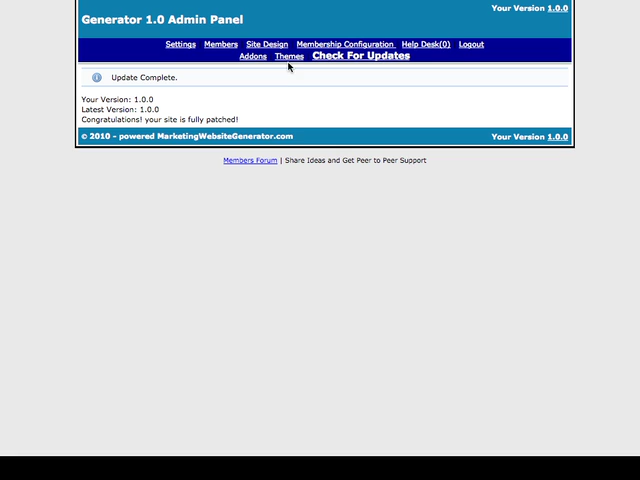 Your Version 1.0.0
Generator 1.0 Admin Panel
Settings Members Site Design Membership Configuration Help Desk(0) Logout
Addons Themes Check For Updates
Update Complete.
Your Version: 1.0.0
Latest Version: 1.0.0
Congratulations! your site is fully patched!
© 2010 - powered MarketingWebsiteGenerator.com Your Version 1.0.0
Members Forum | Share Ideas and Get Peer to Peer Support